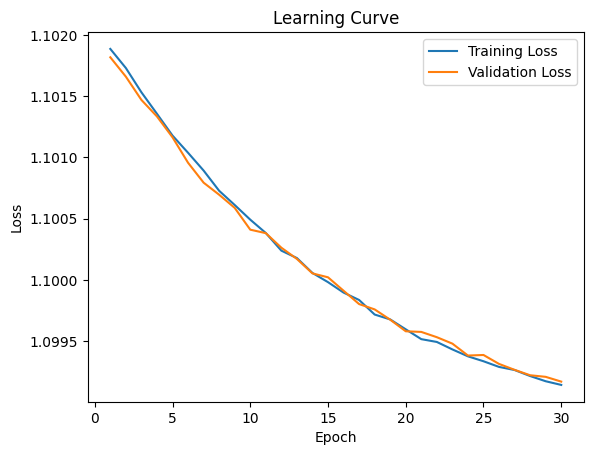 Learning Curve
Training Loss
Validation Loss
1.1020
1.1015
1.1010
1.1005
1.1000
1.0995
Loss
0
5
10
15
20
25
30
Epoch